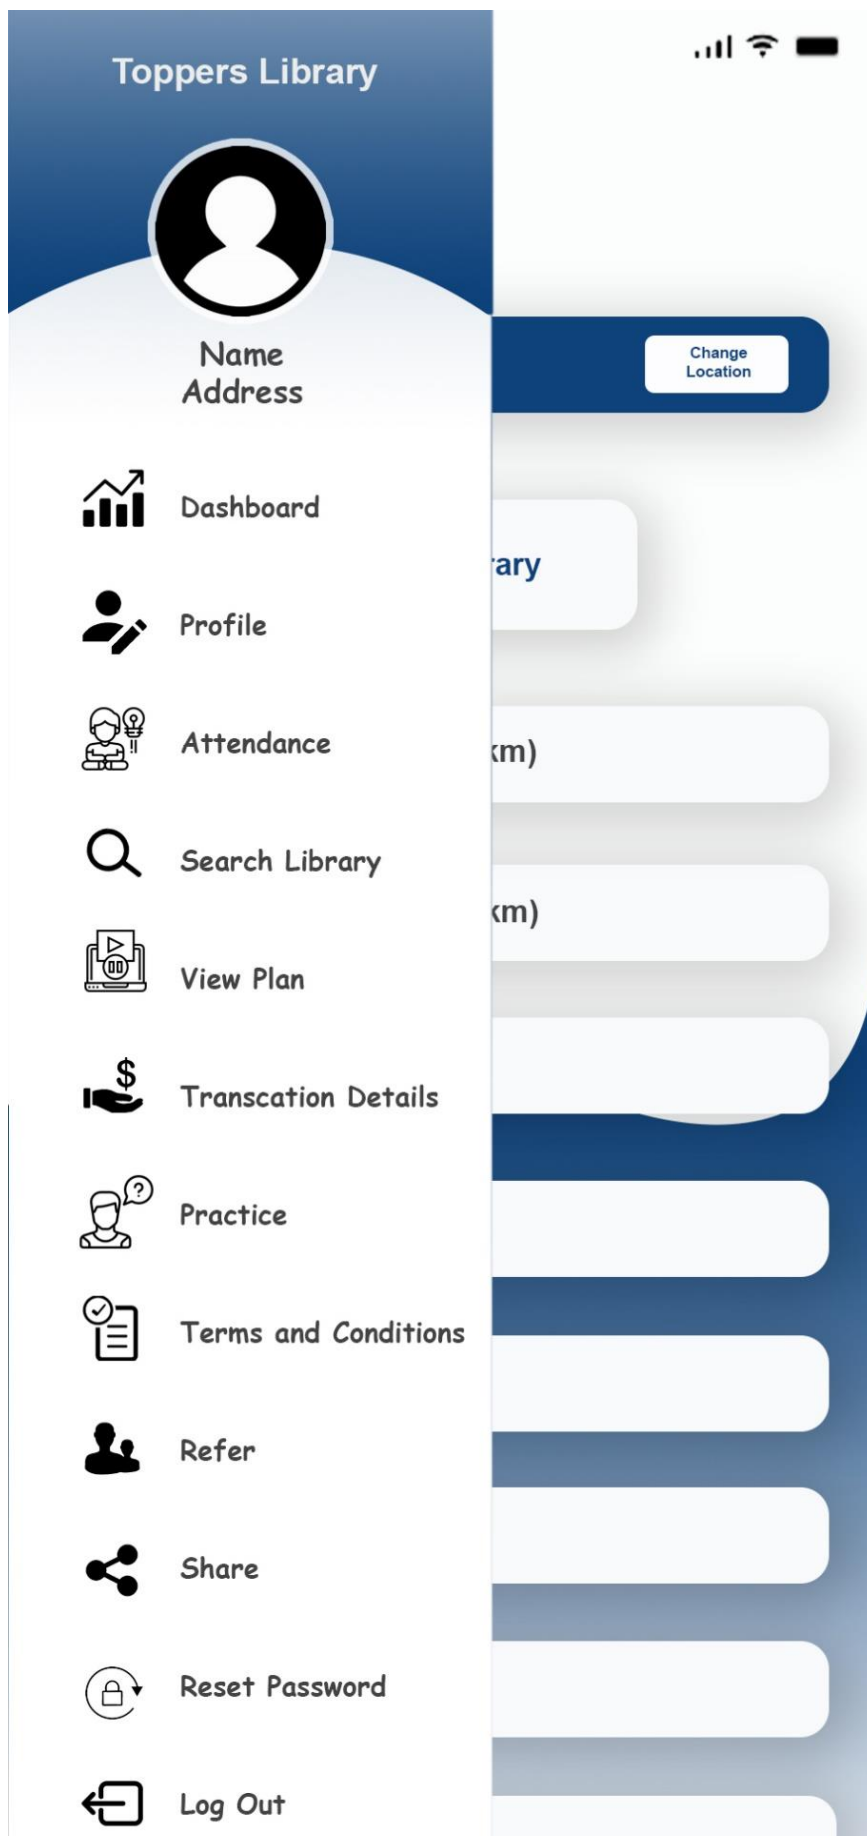 Toppers Library
Name
Address
Change
Location
Dashboard
rary
Profile
Attendance
km)
Search Library
km)
View Plan
$
Transcation Details
?
Practice
Terms and Conditions
Refer
Share
Reset Password
Log Out